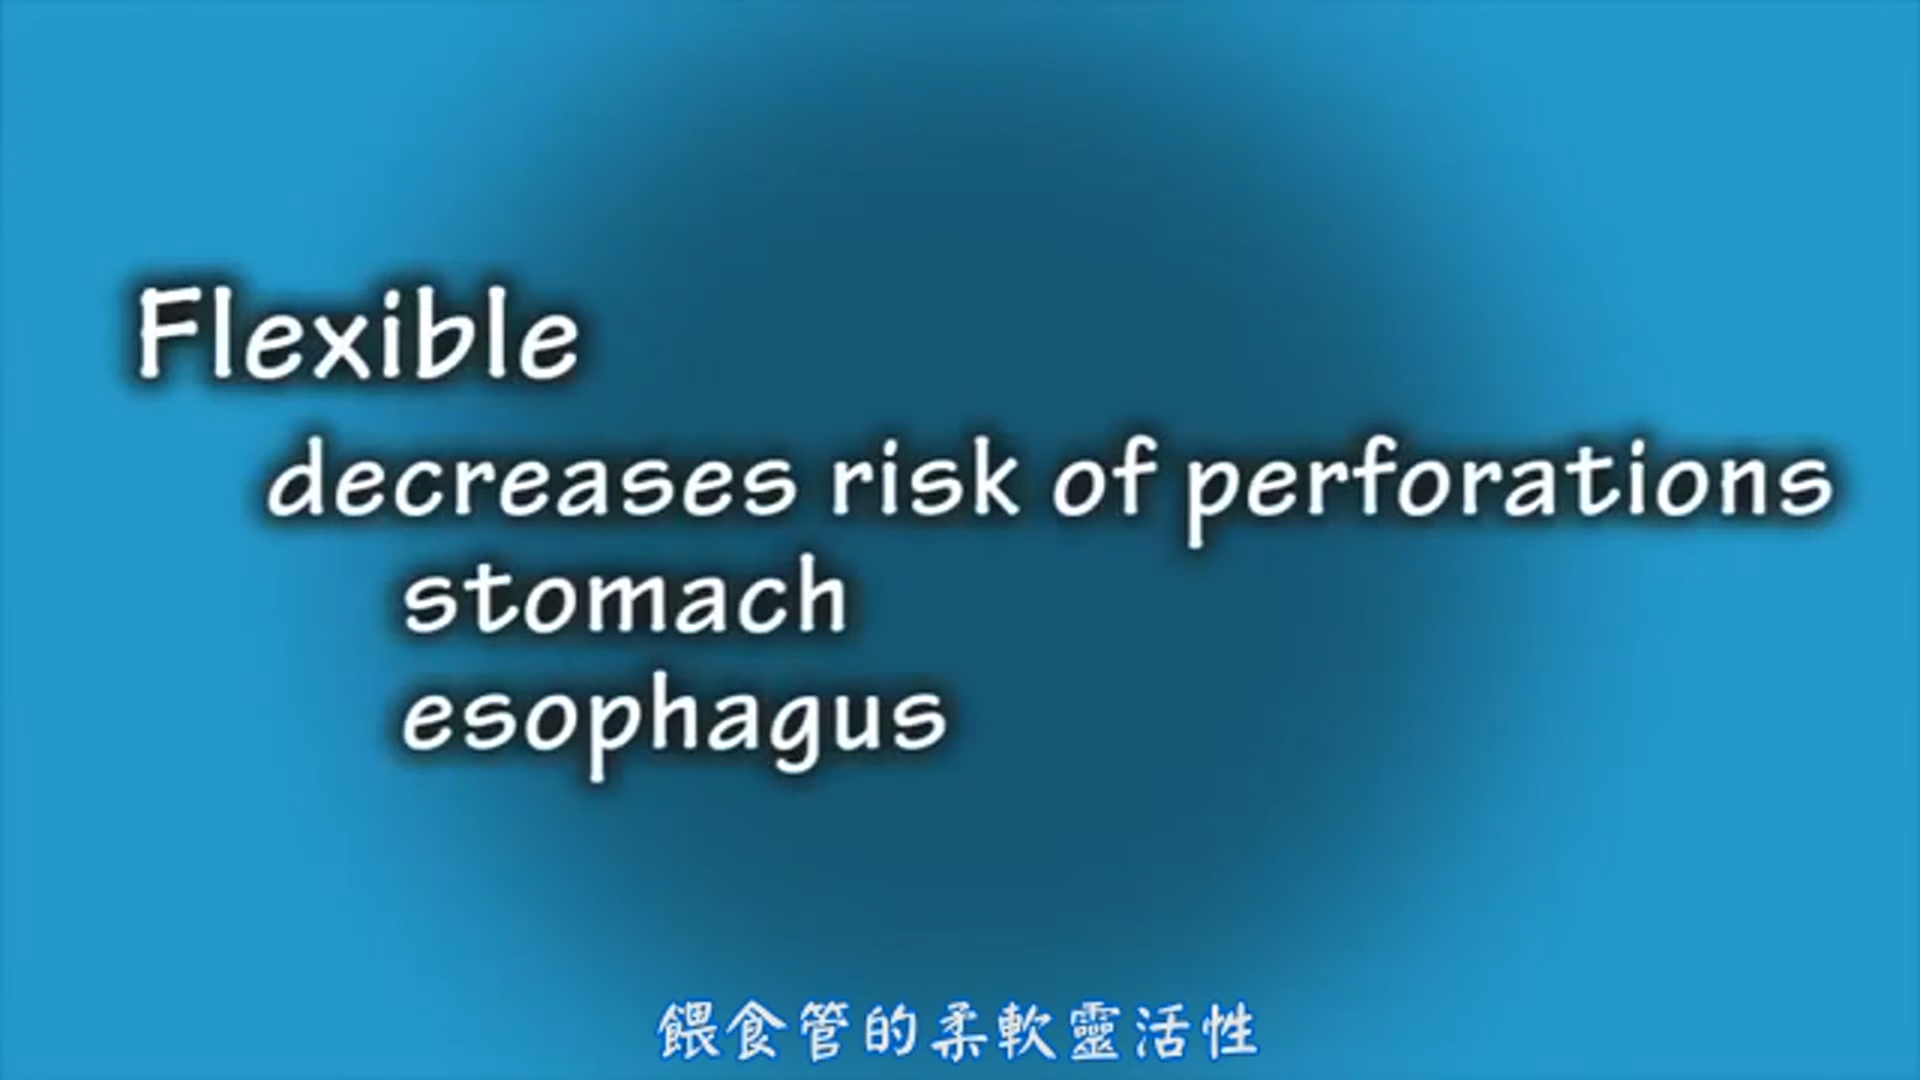 Flexible
decreases risk of perforations
stomach
esophagus
餵食管的柔軟靈活性